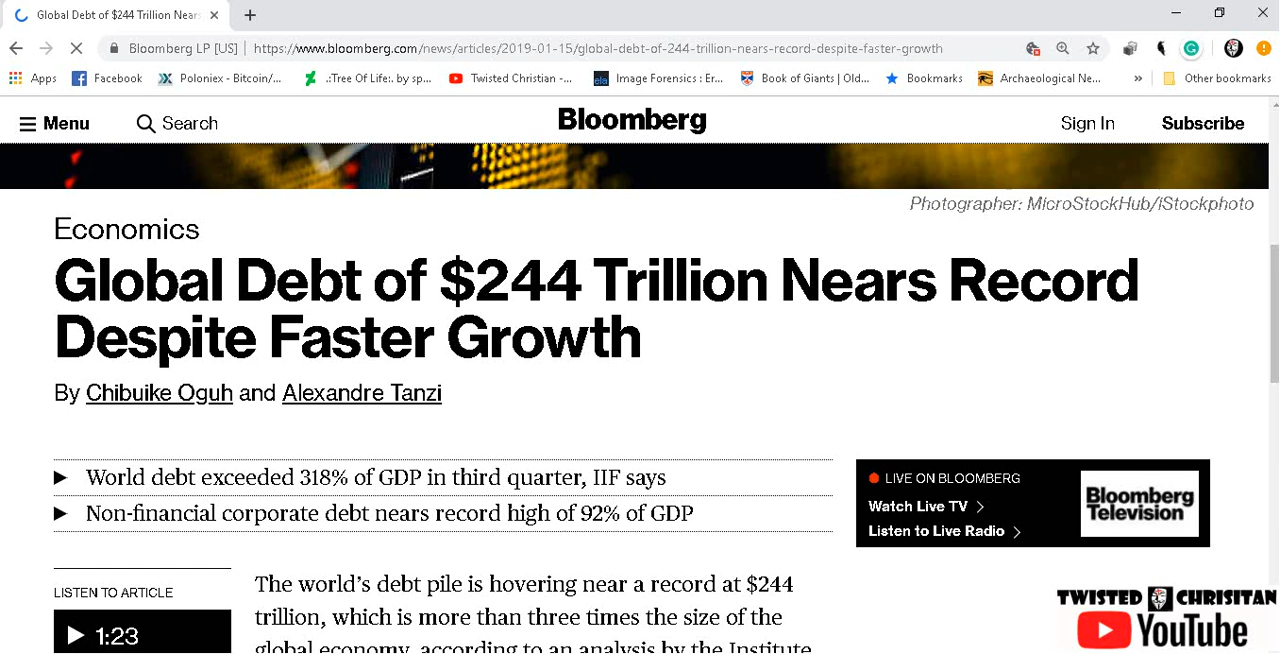 Global Debt of $244 Trillion Near
Bloomberg LP [US] | https://www.bloomberg.com/news/articles/2019-01-15/global-debt-of-244-trillion-nears-record-despite-faster-growth
Apps Facebook Poloniex - Bitcoin/... .:Tree Of Life:. by sp... Twisted Christian -... Image Forensics : Er... Book of Giants | Old... Bookmarks Archaeological Ne... » Other bookmarks
Menu Search Bloomberg Sign In Subscribe
Photographer: MicroStockHub/iStockphoto
Economics
Global Debt of $244 Trillion Nears Record
Despite Faster Growth
By Chibuike Oguh and Alexandre Tanzi
World debt exceeded 318% of GDP in third quarter, IIF says
Non-financial corporate debt nears record high of 92% of GDP
LIVE ON BLOOMBERG
Watch Live TV
Listen to Live Radio
Bloomberg
Television
LISTEN TO ARTICLE
1:23
The world's debt pile is hovering near a record at $244
trillion, which is more than three times the size of the
global economy, according to an analysis by the Institute
TWISTED CHRISITAN
YouTube